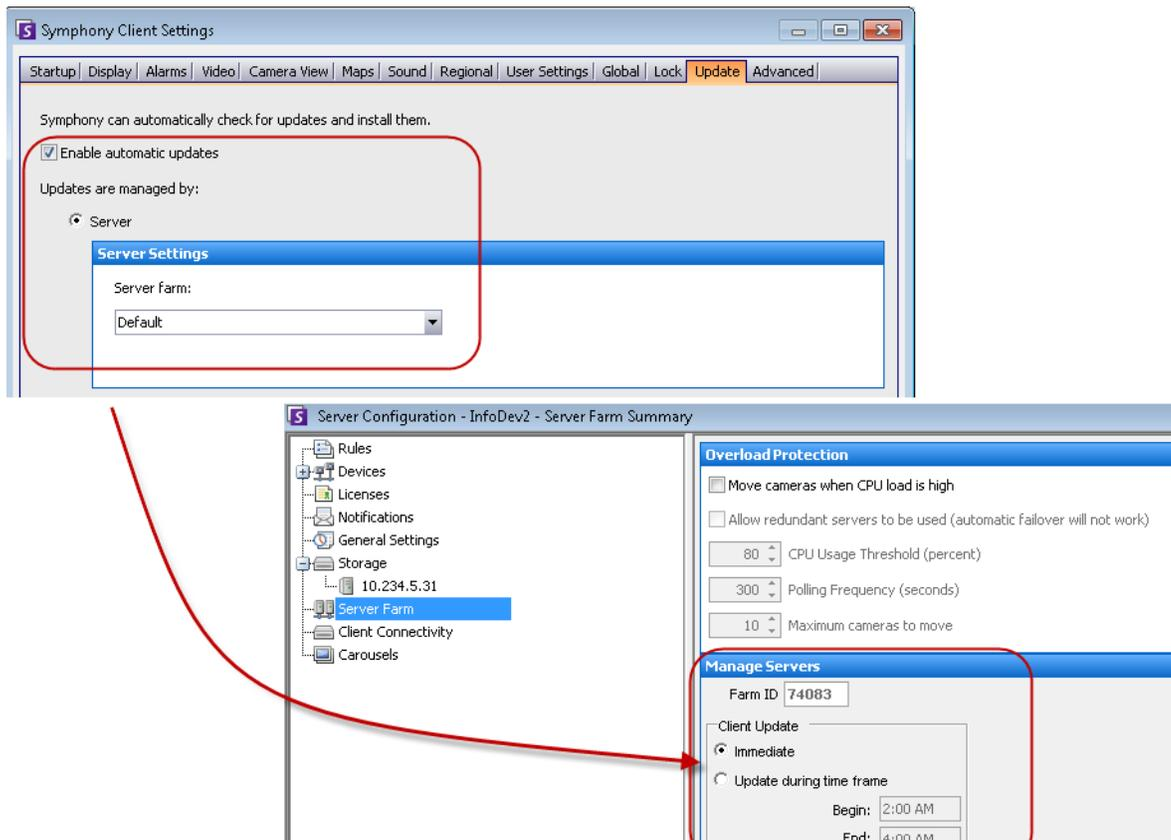 Symphony Client Settings
Startup Display Alarms Video Camera View Maps Sound Regional User Settings Global Lock Update Advanced
Symphony can automatically check for updates and install them.
Enable automatic updates
Updates are managed by:
Server
Server Settings
Server farm:
Default
Server Configuration - InfoDev2 - Server Farm Summary
Rules
Devices
Licenses
Notifications
General Settings
Storage
10.234.5.31
Server Farm
Client Connectivity
Carousels
Overload Protection
Move cameras when CPU load is high
Allow redundant servers to be used (automatic failover will not work)
80 CPU Usage Threshold (percent)
300 Polling Frequency (seconds)
10 Maximum cameras to move
Manage Servers
Farm ID 74083
Client Update
Immediate
Update during time frame
Begin: 2:00 AM
End: 4:00 AM